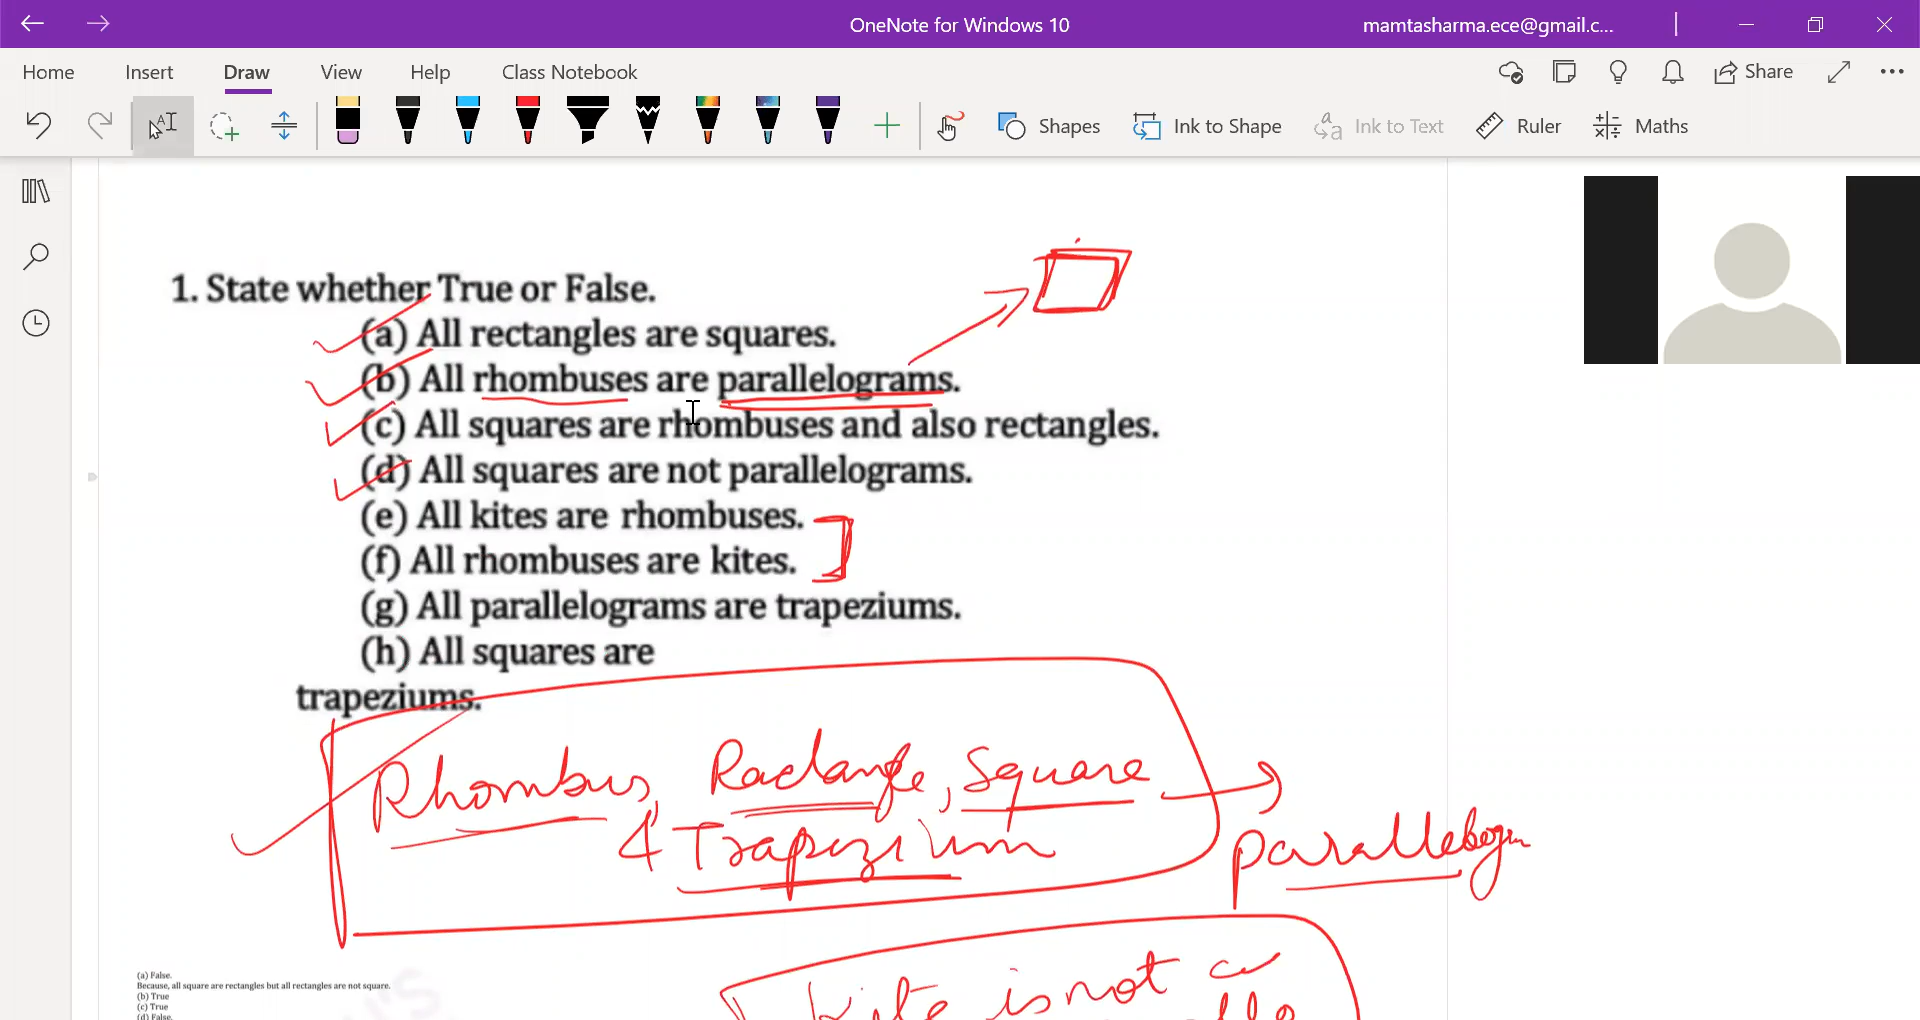 OneNote for Windows 10
mamtasharma.ece@gmail.c...
Home Insert Draw View Help Class Notebook Share
Shapes Ink to Shape Ink to Text Ruler Maths
1. State whether True or False.
(a) All rectangles are squares.
(b) All rhombuses are parallelograms.
(c) All squares are rhombuses and also rectangles.
(d) All squares are not parallelograms.
(e) All kites are rhombuses.
(f) All rhombuses are kites.
(g) All parallelograms are trapeziums.
(h) All squares are
trapeziums.
Rhombus, Ractangle, Square
& Trapezium
Kite is not a
(a) False.
Because, all square are rectangles but all rectangles are not square.
(b) True
(c) True
(d) False.